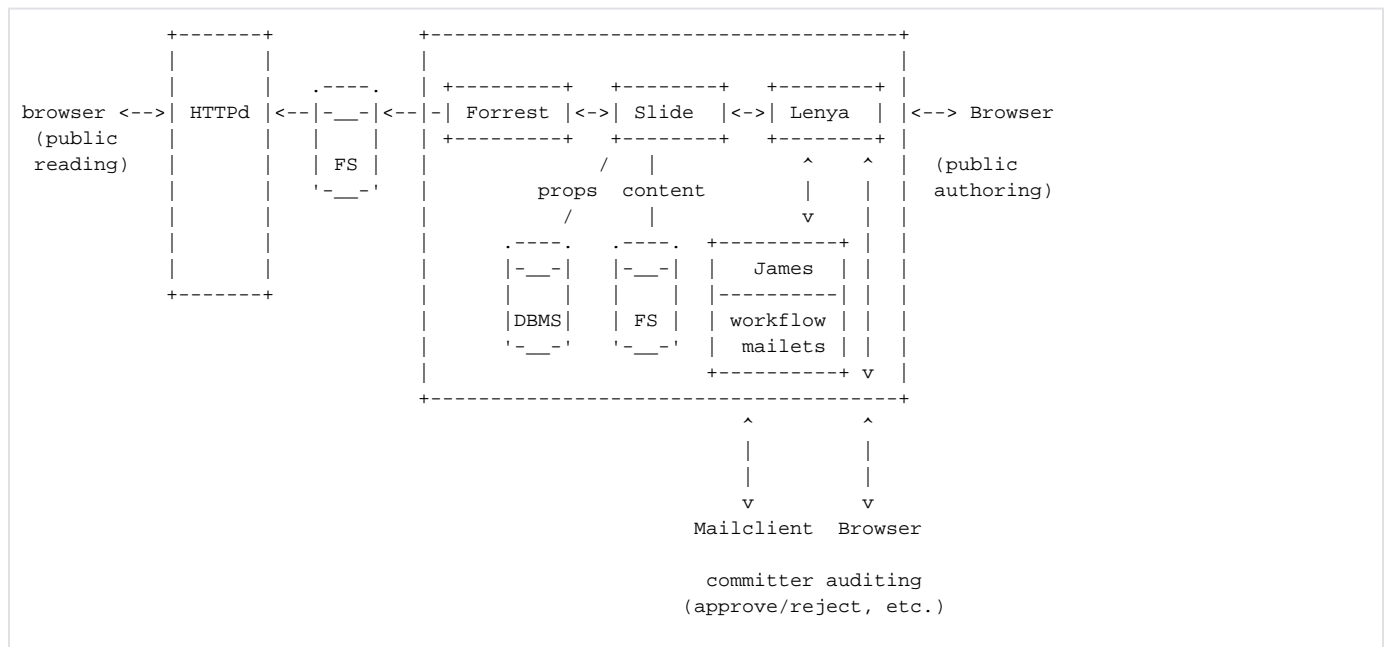 browser <--> HTTPd <-- <-- Forrest <-> Slide <-> Lenya <--> Browser
(public
reading) FS (public
props content authoring)
James
DBMS FS workflow
mailets
Mailclient Browser
committer auditing
(approve/reject, etc.)